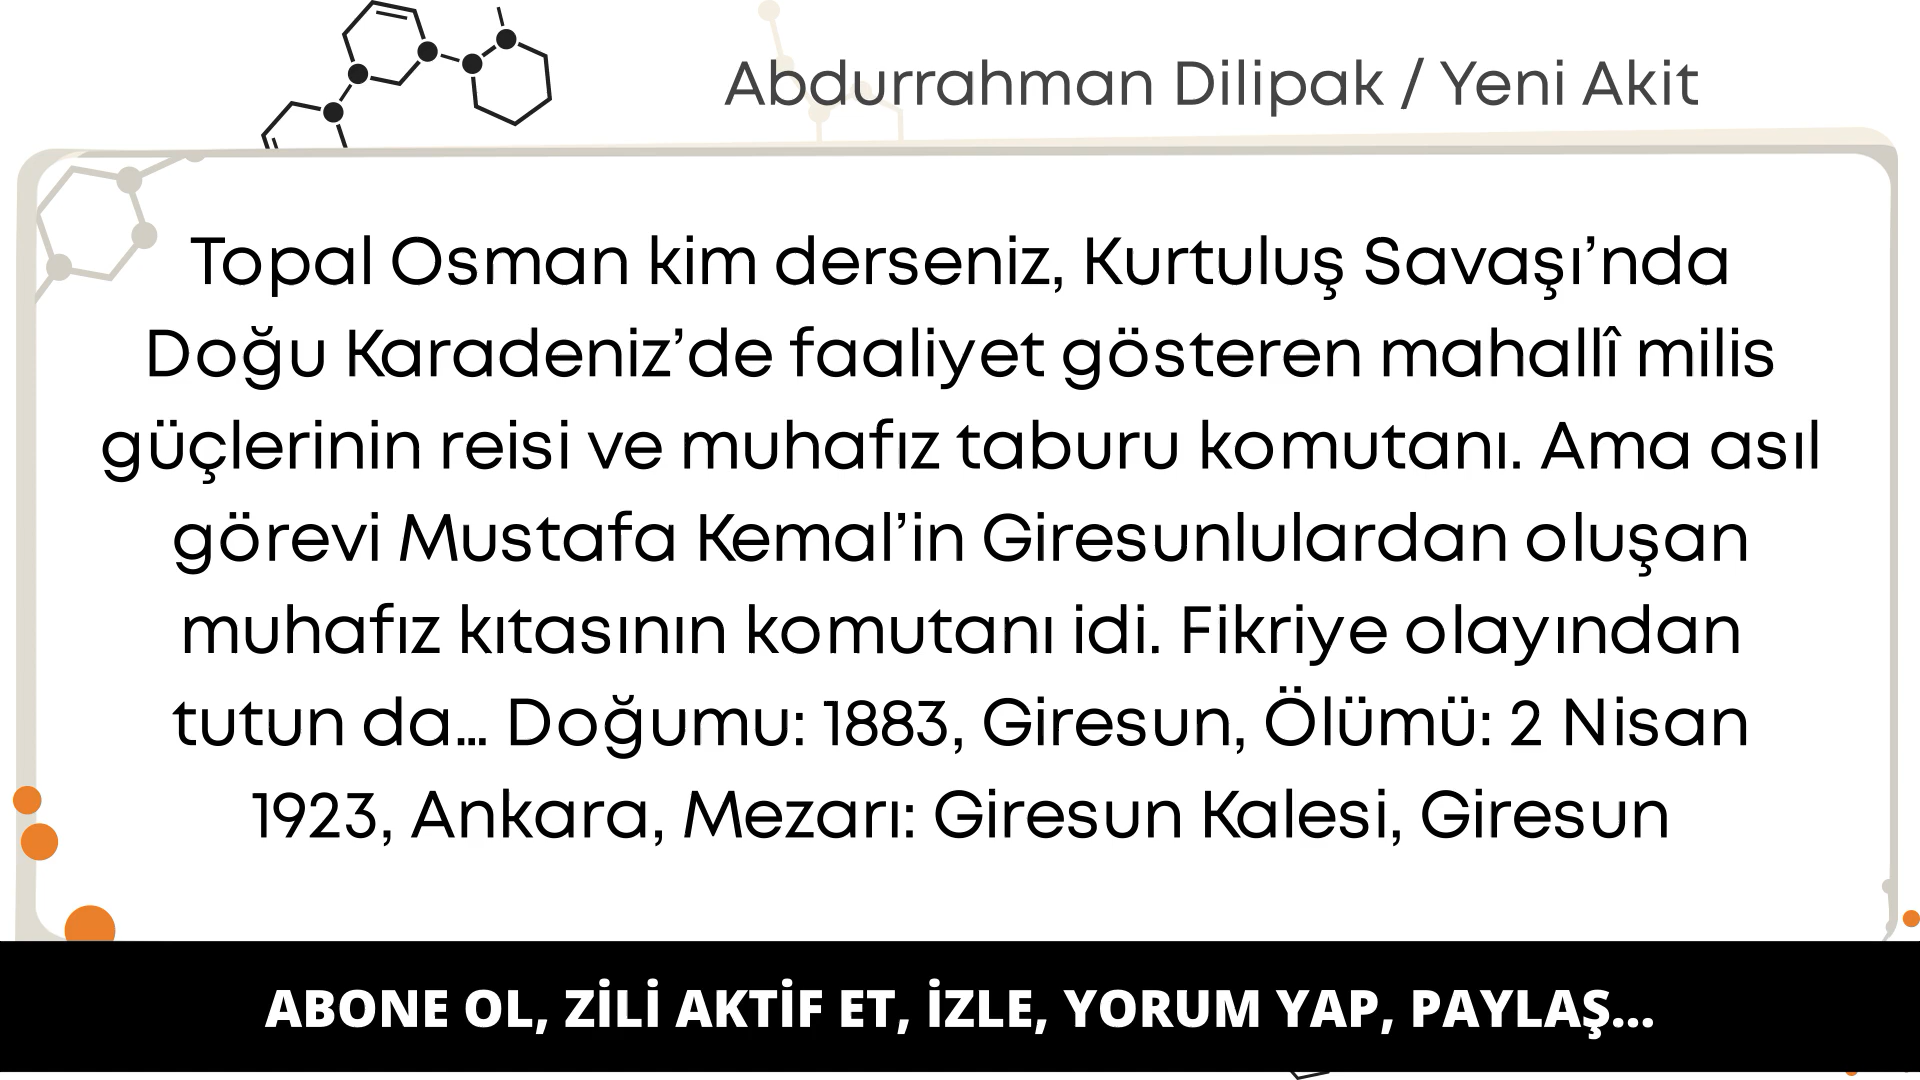 Abdurrahman Dilipak / Yeni Akit
Topal Osman kim derseniz, Kurtuluş Savaşı’nda
Doğu Karadeniz’de faaliyet gösteren mahallî milis
güçlerinin reisi ve muhafız taburu komutanı. Ama asıl
görevi Mustafa Kemal’in Giresunlulardan oluşan
muhafız kıtasının komutanı idi. Fikriye olayından
tutun da... Doğumu: 1883, Giresun, Ölümü: 2 Nisan
1923, Ankara, Mezarı: Giresun Kalesi, Giresun
ABONE OL, ZİLİ AKTİF ET, İZLE, YORUM YAP, PAYLAŞ...